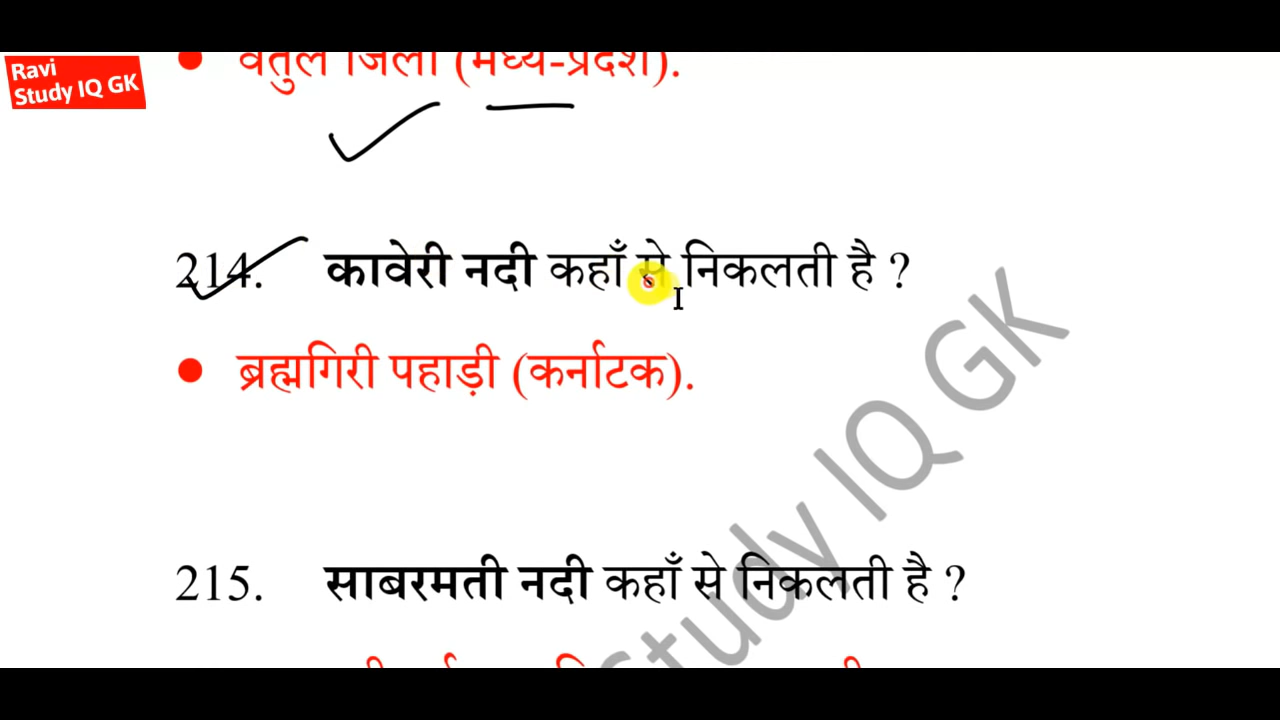 Ravi
Study IQ GK
वेतुल जिला (मध्य-प्रदेश).
214. कावेरी नदी कहाँ से निकलती है ?
ब्रह्मगिरी पहाड़ी (कर्नाटक).
215. साबरमती नदी कहाँ से निकलती है ?
Study IQ GK